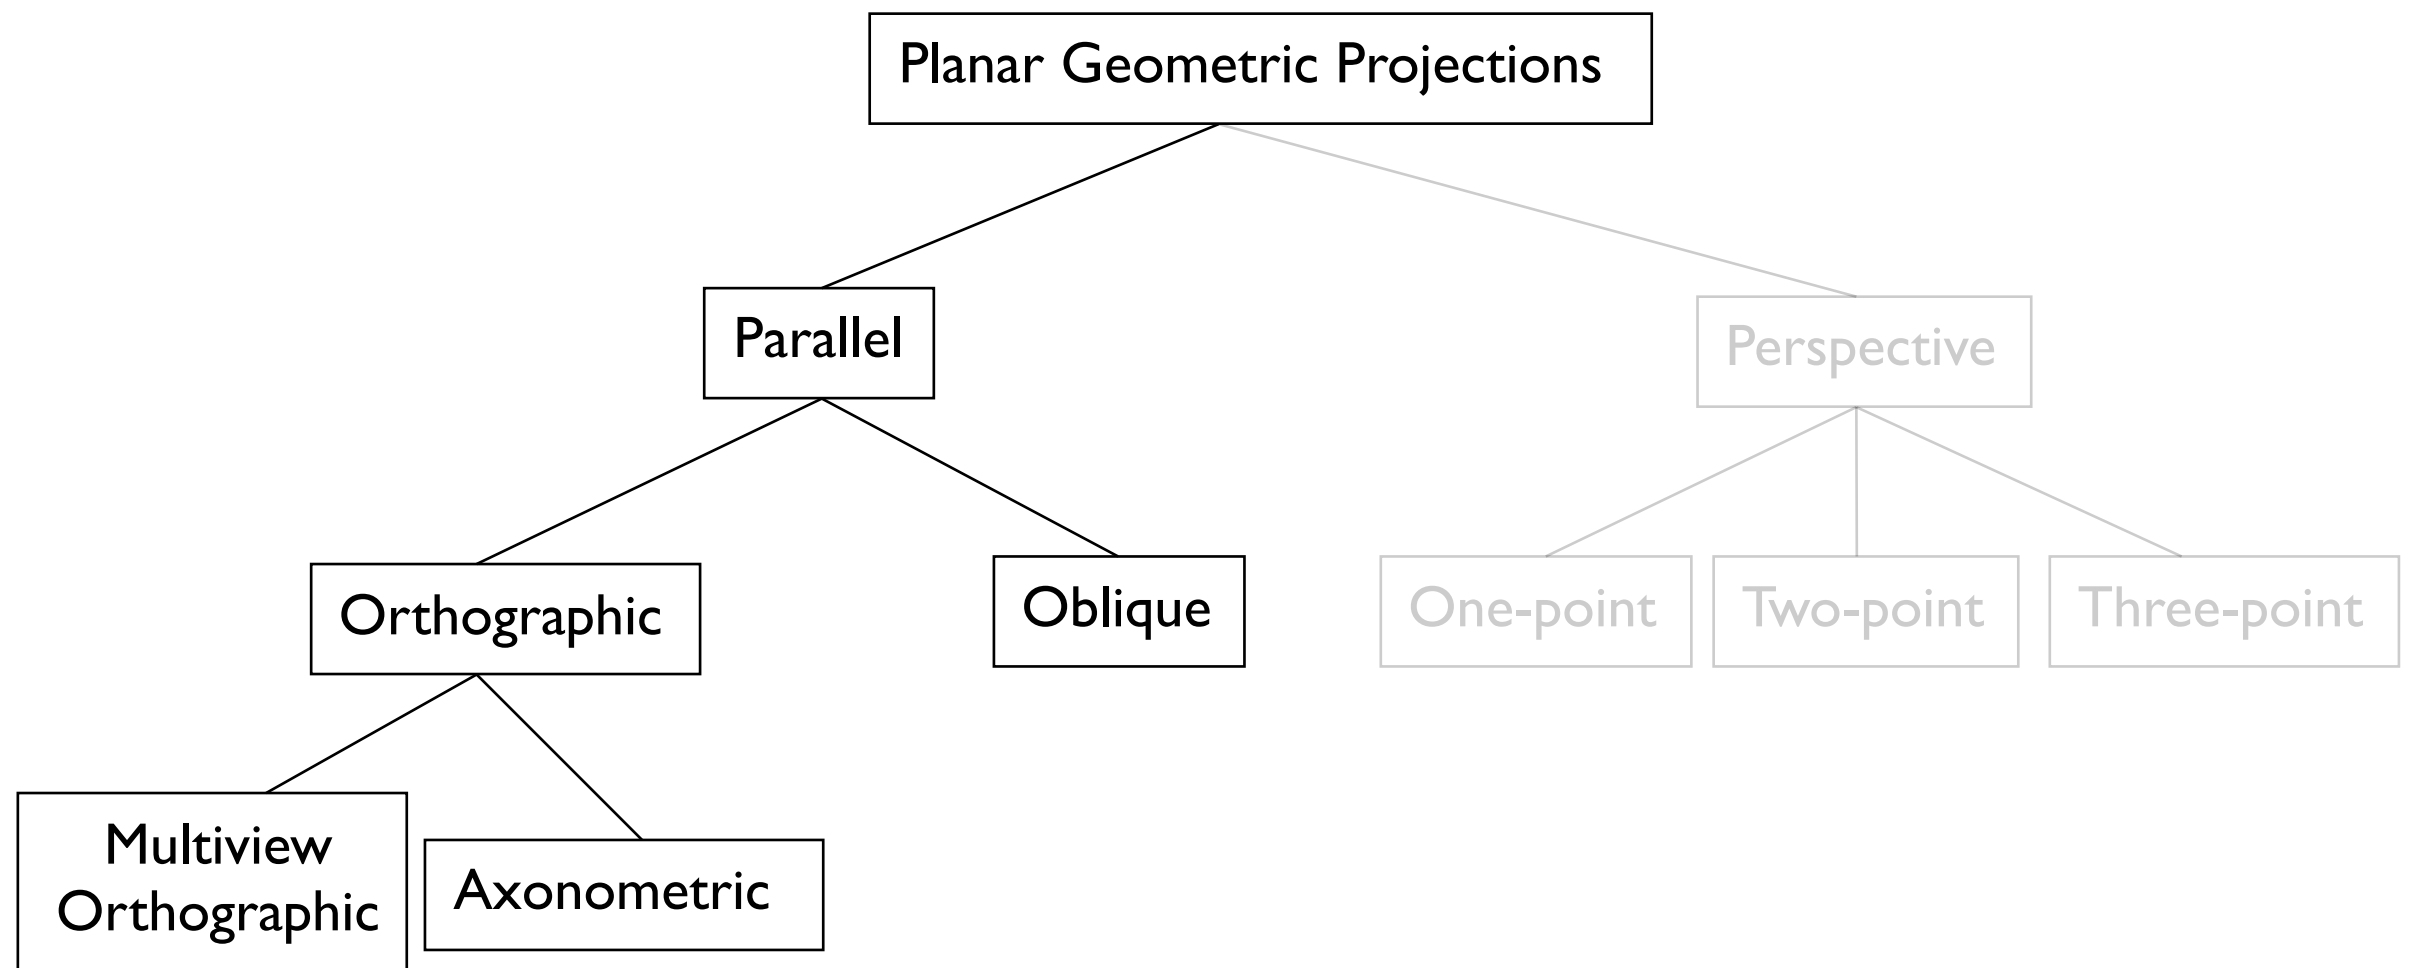 Planar Geometric Projections
Parallel
Perspective
Orthographic
Oblique
One-point
Two-point
Three-point
Multiview
Orthographic
Axonometric